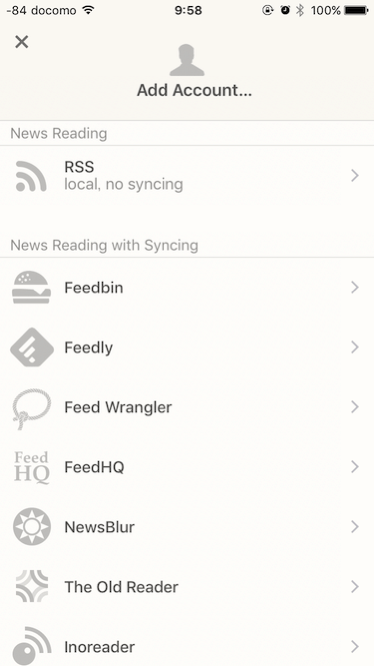 -84 docomo 9:58 100%
Add Account...
News Reading
RSS
local, no syncing
News Reading with Syncing
Feedbin
Feedly
Feed Wrangler
Feed
HQ
FeedHQ
NewsBlur
The Old Reader
Inoreader